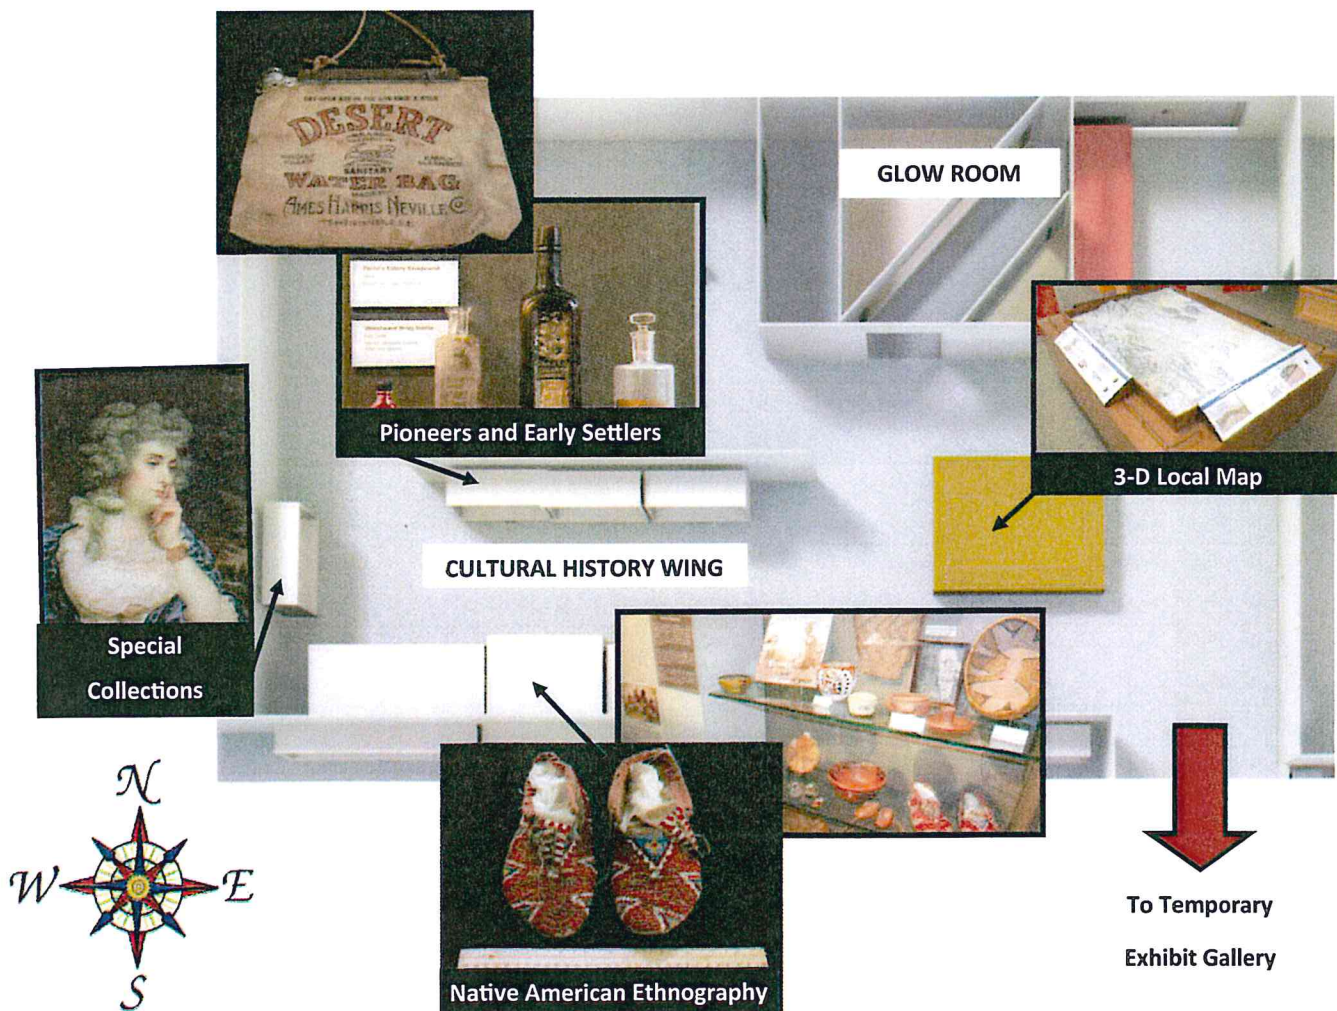 DESERT
SANITARY
WATER BAG
AMES HARRIS NEVILLE CO
GLOW ROOM
Pioneers and Early Settlers
3-D Local Map
CULTURAL HISTORY WING
Special
Collections
N
W
E
S
Native American Ethnography
To Temporary
Exhibit Gallery